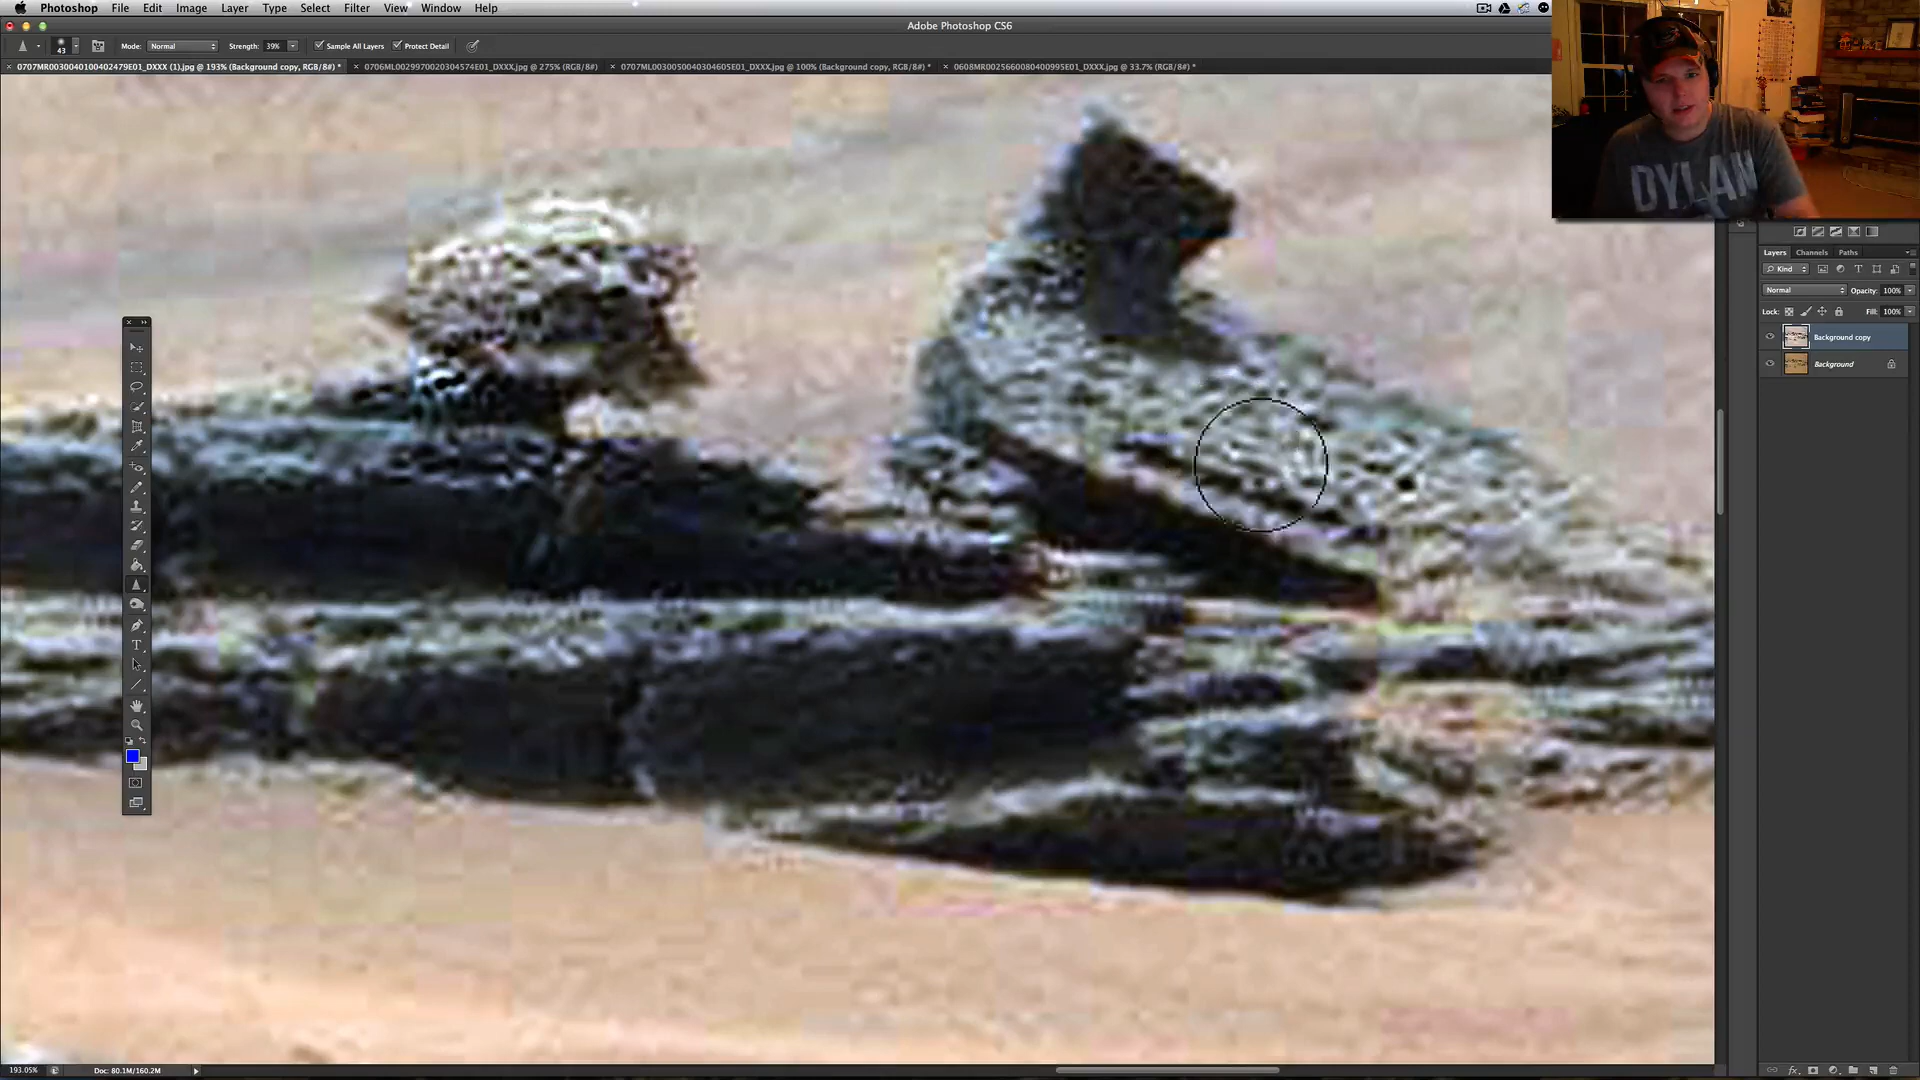 Photoshop File Edit Image Layer Type Select Filter View Window Help
Adobe Photoshop CS6
43 Mode: Normal Strength: 39% Sample All Layers Protect Detail
0707MR0030040100402479E01_DXXX (1).jpg @ 193% (Background copy, RGB/8#) * 0706ML0029970020304574E01_DXXX.jpg @ 275% (RGB/8#) 0707ML0030050040304605E01_DXXX.jpg @ 100% (Background copy, RGB/8#) * 0608MR0025660080400995E01_DXXX.jpg @ 33.7% (RGB/8#) *
DYLAN
Layers Channels Paths
Kind
Normal Opacity: 100%
Lock: Fill: 100%
Background copy
Background
T
193.05% Doc: 80.1M/160.2M